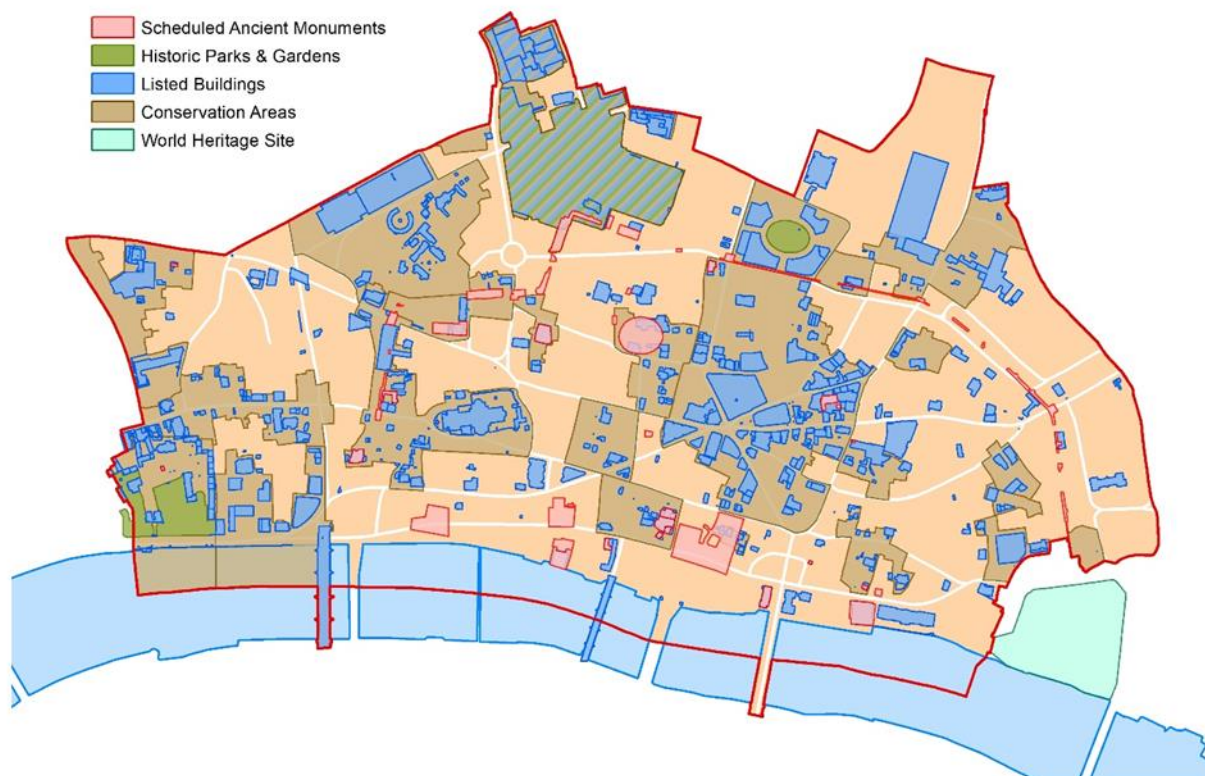 Scheduled Ancient Monuments
Historic Parks & Gardens
Listed Buildings
Conservation Areas
World Heritage Site